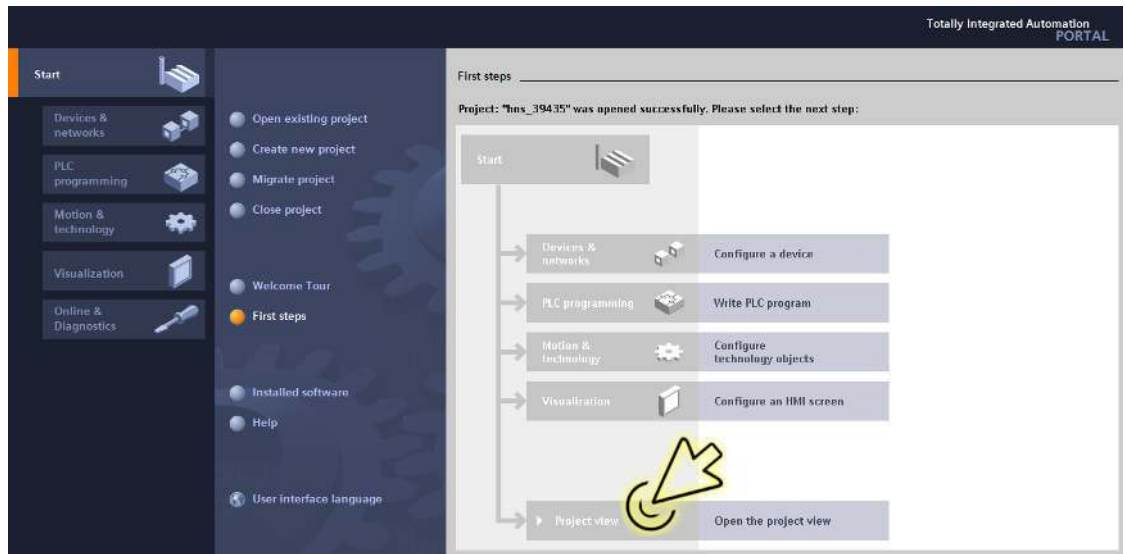 Totally Integrated Automation
PORTAL
Start
Devices &
networks
PLC
programming
Motion &
technology
Visualization
Online &
Diagnostics
Open existing project
Create new project
Migrate project
Close project
Welcome Tour
First steps
Installed software
Help
User interface language
First steps
Project: "hns_39435" was opened successfully. Please select the next step:
Start
Devices &
networks
Configure a device
PLC programming
Write PLC program
Motion &
technology
Configure
technology objects
Visualization
Configure an HMI screen
Project view
Open the project view